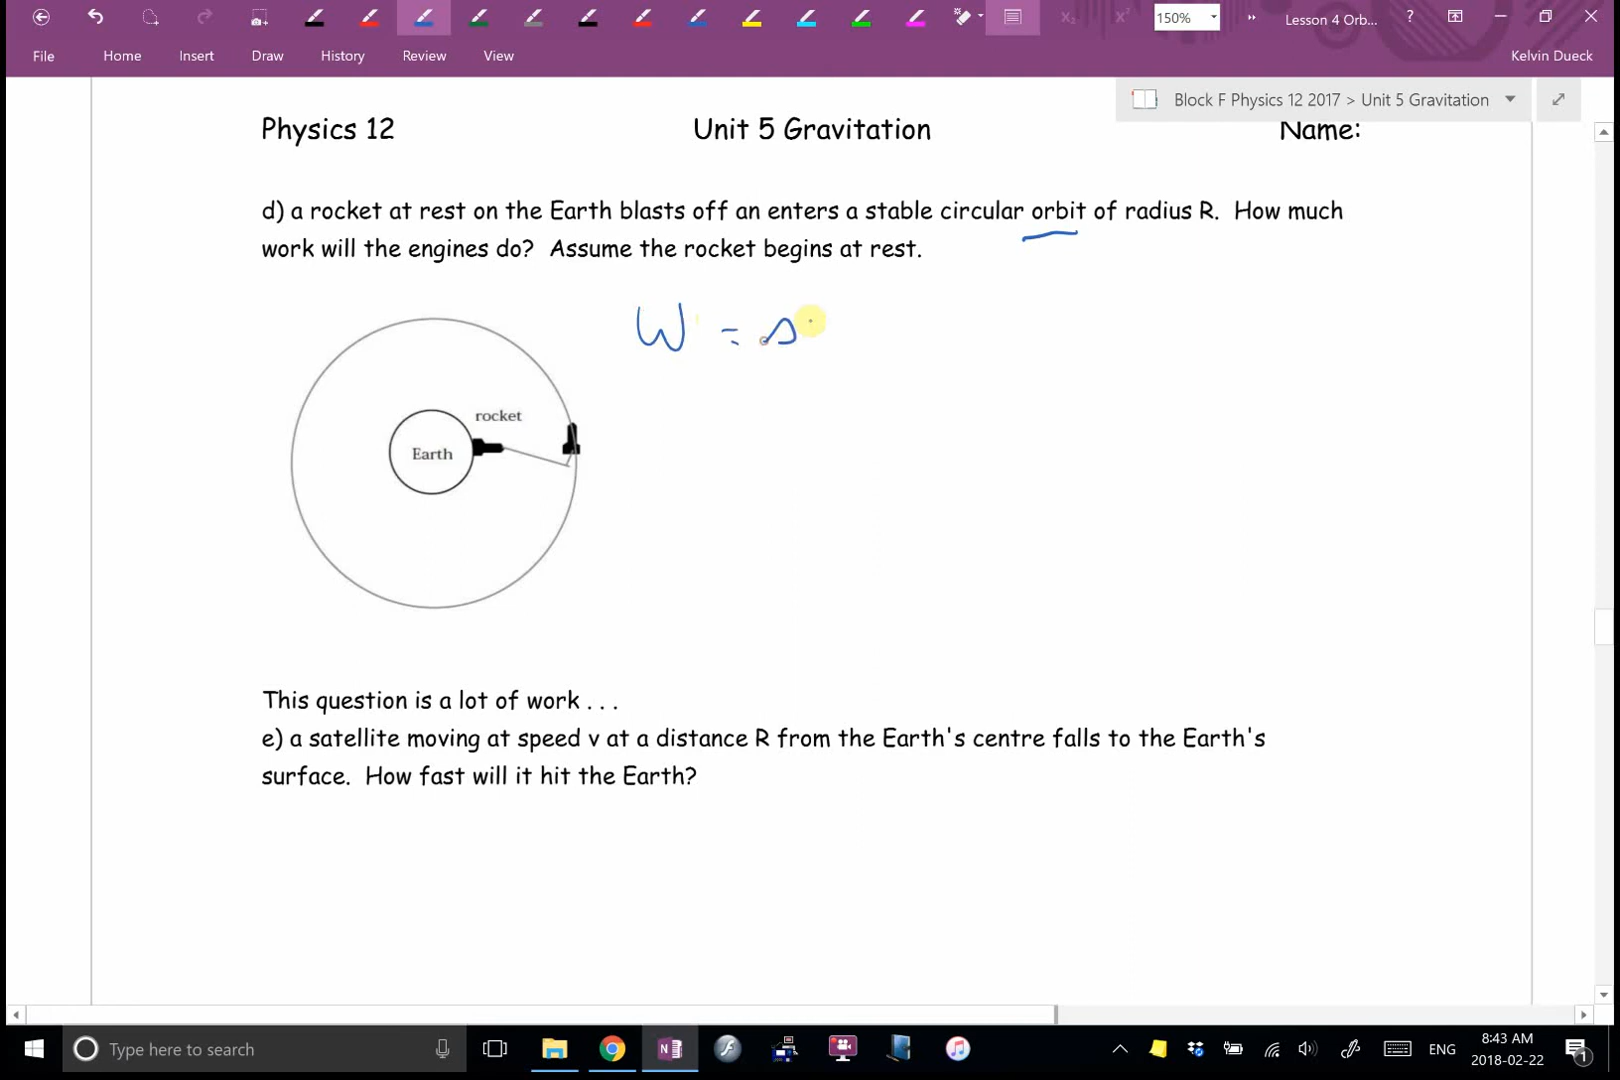 150%
Lesson 4 Orb...
?
File
Home
Insert
Draw
History
Review
View
Kelvin Dueck
Block F Physics 12 2017 > Unit 5 Gravitation
Physics 12
Unit 5 Gravitation
Name:
d) a rocket at rest on the Earth blasts off an enters a stable circular orbit of radius R. How much
work will the engines do? Assume the rocket begins at rest.
W = Δ
rocket
Earth
This question is a lot of work . . .
e) a satellite moving at speed v at a distance R from the Earth's centre falls to the Earth's
surface. How fast will it hit the Earth?
Type here to search
ENG
8:43 AM
2018-02-22
1